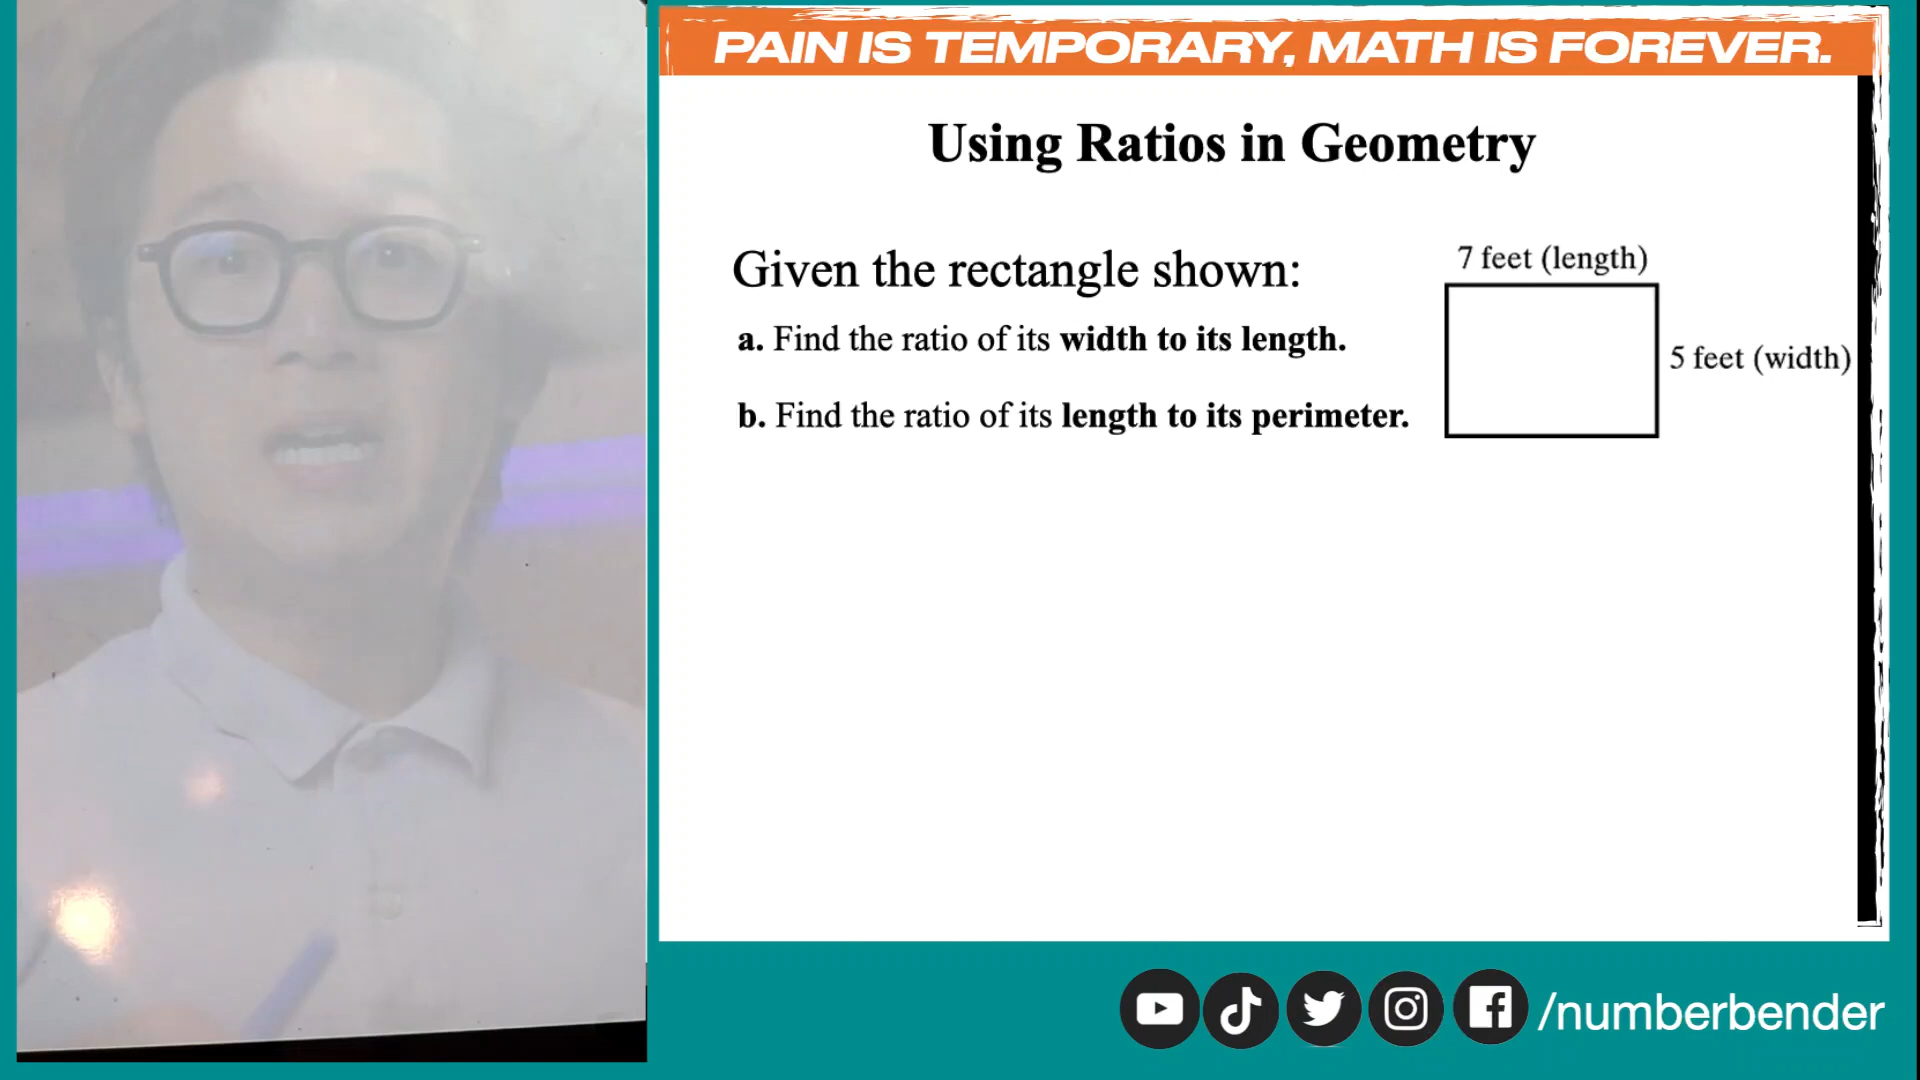 PAIN IS TEMPORARY, MATH IS FOREVER.
Using Ratios in Geometry
Given the rectangle shown:
7 feet (length)
a. Find the ratio of its width to its length.
5 feet (width)
b. Find the ratio of its length to its perimeter.
/numberbender